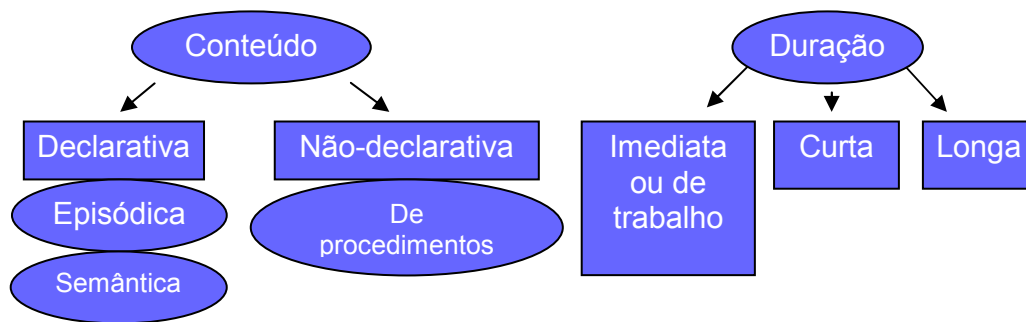 Conteúdo
Declarativa
Episódica
Semântica
Não-declarativa
De
procedimentos
Duração
Imediata
ou de
trabalho
Curta
Longa